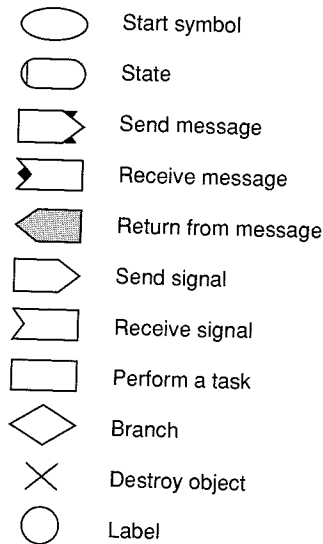 Start symbol
State
Send message
Receive message
Return from message
Send signal
Receive signal
Perform a task
Branch
Destroy object
Label